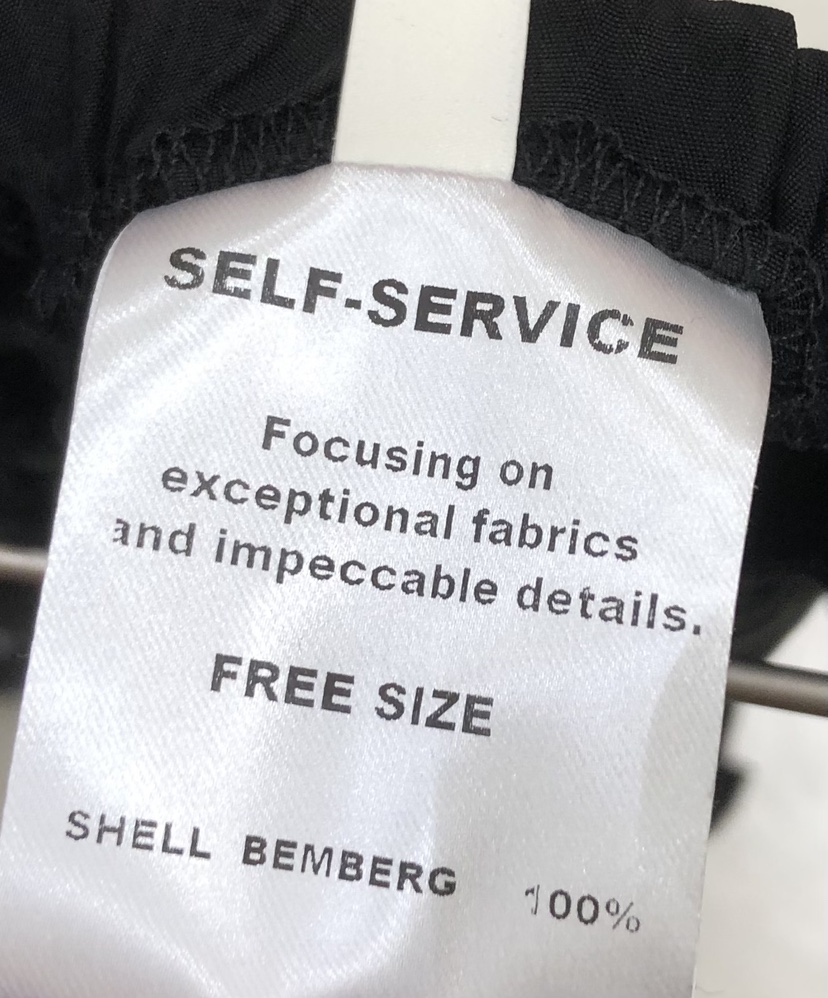 SELF-SERVICE
Focusing on
exceptional fabrics
and impeccable details.
FREE SIZE
SHELL BEMBERG 100%